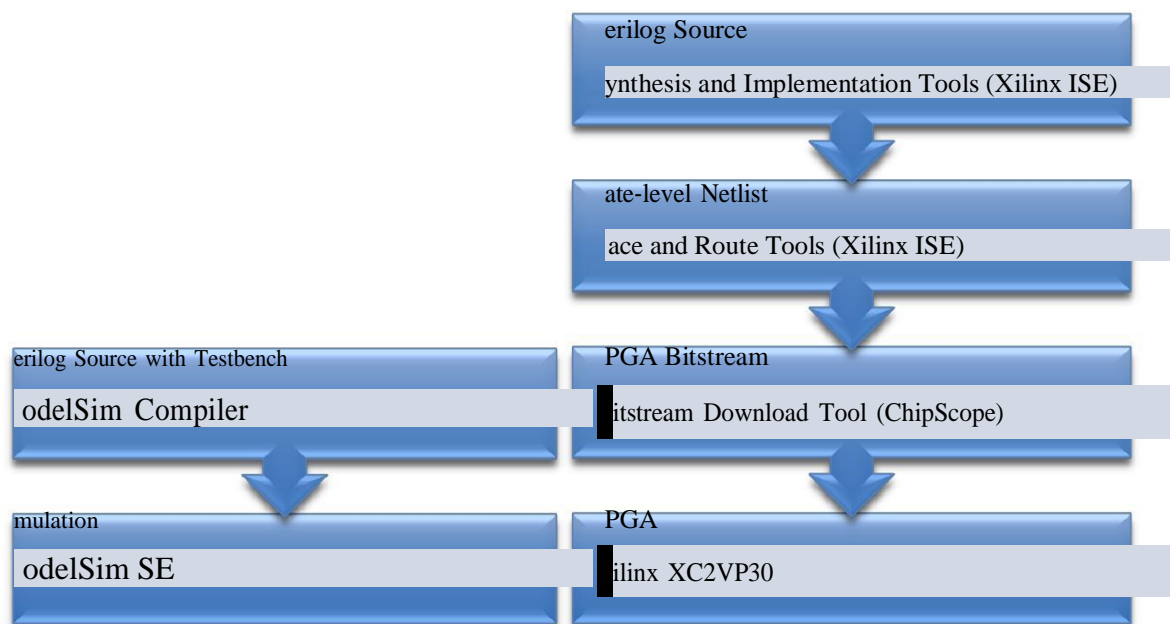 erilog Source
ynthesis and Implementation Tools (Xilinx ISE)
ate-level Netlist
ace and Route Tools (Xilinx ISE)
erilog Source with Testbench
odelSim Compiler
PGA Bitstream
itstream Download Tool (ChipScope)
mulation
odelSim SE
PGA
ilinx XC2VP30